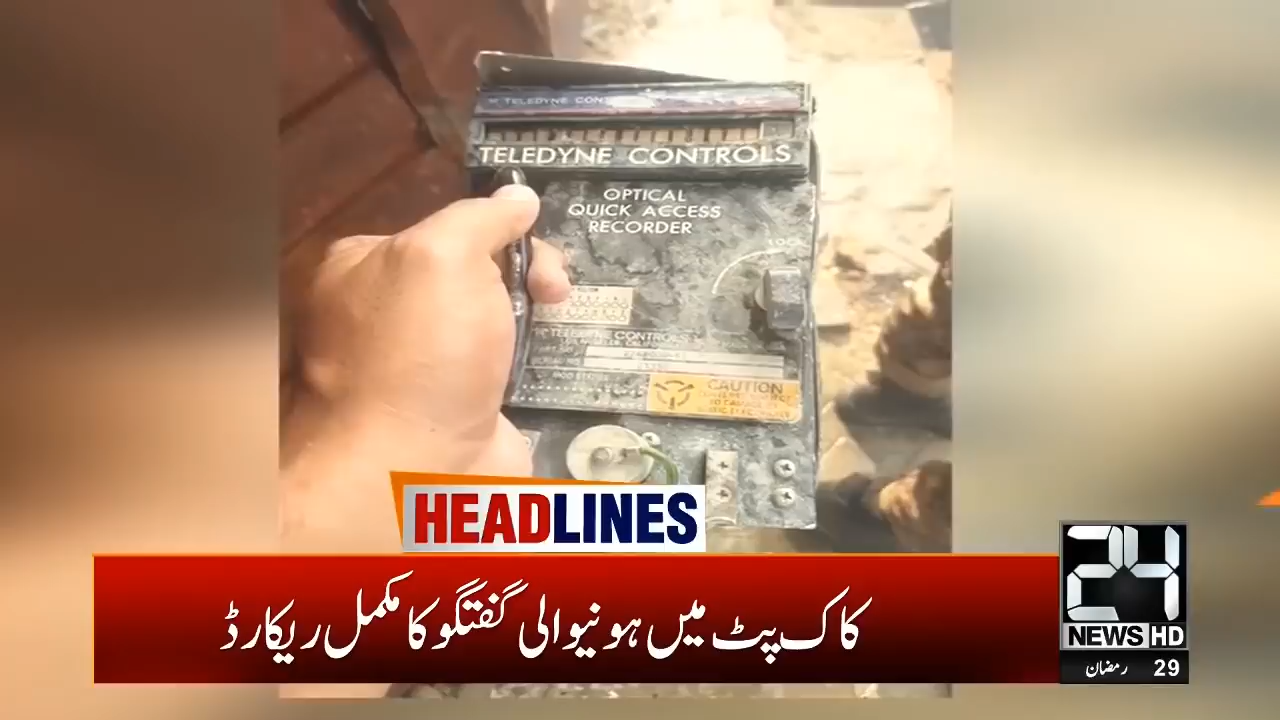 TELEDYNE CONT
TELEDYNE CONTROLS
OPTICAL
QUICK ACCESS
RECORDER
LOCK
TELEDYNE CONTROLS
CAUTION
HEADLINES
کاک پٹ میں ہونیوالی گفتگو کا مکمل ریکارڈ
24
NEWS HD
29 رمضان